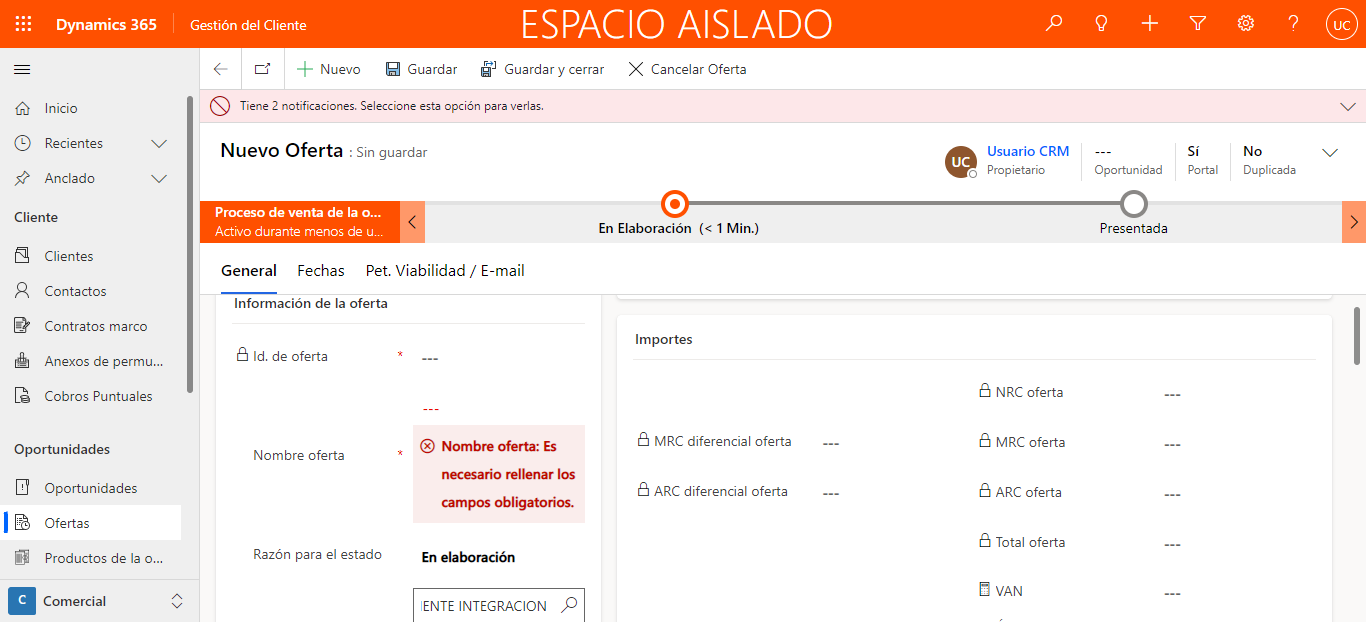 Dynamics 365
Gestión del Cliente
ESPACIO AISLADO
UC
Nuevo
Guardar
Guardar y cerrar
Cancelar Oferta
Inicio
Recientes
Anclado
Cliente
Clientes
Contactos
Contratos marco
Anexos de permu...
Cobros Puntuales
Oportunidades
Oportunidades
Ofertas
Productos de la o...
C
Comercial
Tiene 2 notificaciones. Seleccione esta opción para verlas.
Nuevo Oferta : Sin guardar
UC
Usuario CRM
Propietario
---
Oportunidad
Sí
Portal
No
Duplicada
Proceso de venta de la o...
Activo durante menos de u...
En Elaboración (< 1 Min.)
Presentada
General
Fechas
Pet. Viabilidad / E-mail
Información de la oferta
Id. de oferta * ---
---
Nombre oferta *
Nombre oferta: Es
necesario rellenar los
campos obligatorios.
Razón para el estado
En elaboración
IENTE INTEGRACION
Importes
NRC oferta ---
MRC diferencial oferta ---
MRC oferta ---
ARC diferencial oferta ---
ARC oferta ---
Total oferta ---
VAN ---